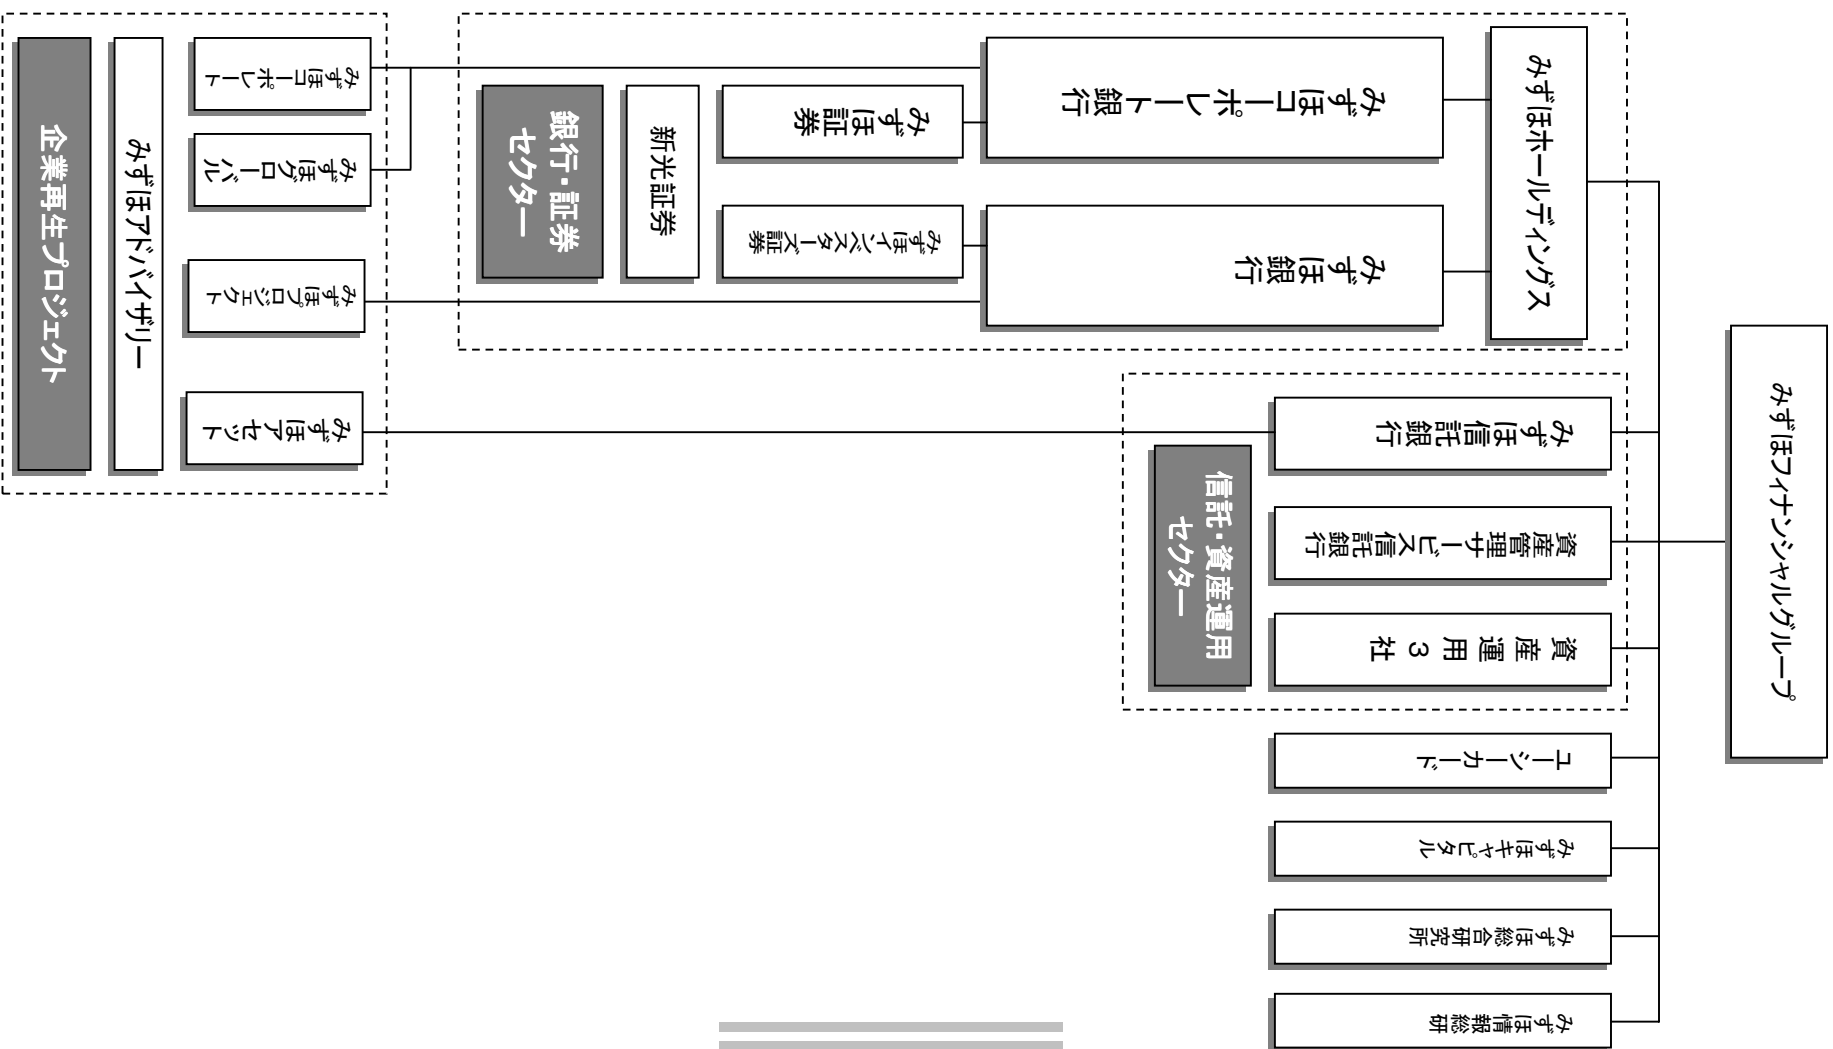 みずほフィナンシャルグループ
みずほホールディングス
みずほコーポレート銀行
みずほ証券
みずほ銀行
みずほインベスターズ証券
新光証券
銀行・証券
セクター
みずほ信託銀行
資産管理サービス信託銀行
資産運用3社
信託・資産運用
セクター
ユーシーカード
みずほキャピタル
みずほ総合研究所
みずほ情報総研
みずほコーポレート
みずほグローバル
みずほプロジェクト
みずほアセット
みずほアドバイザリー
企業再生プロジェクト